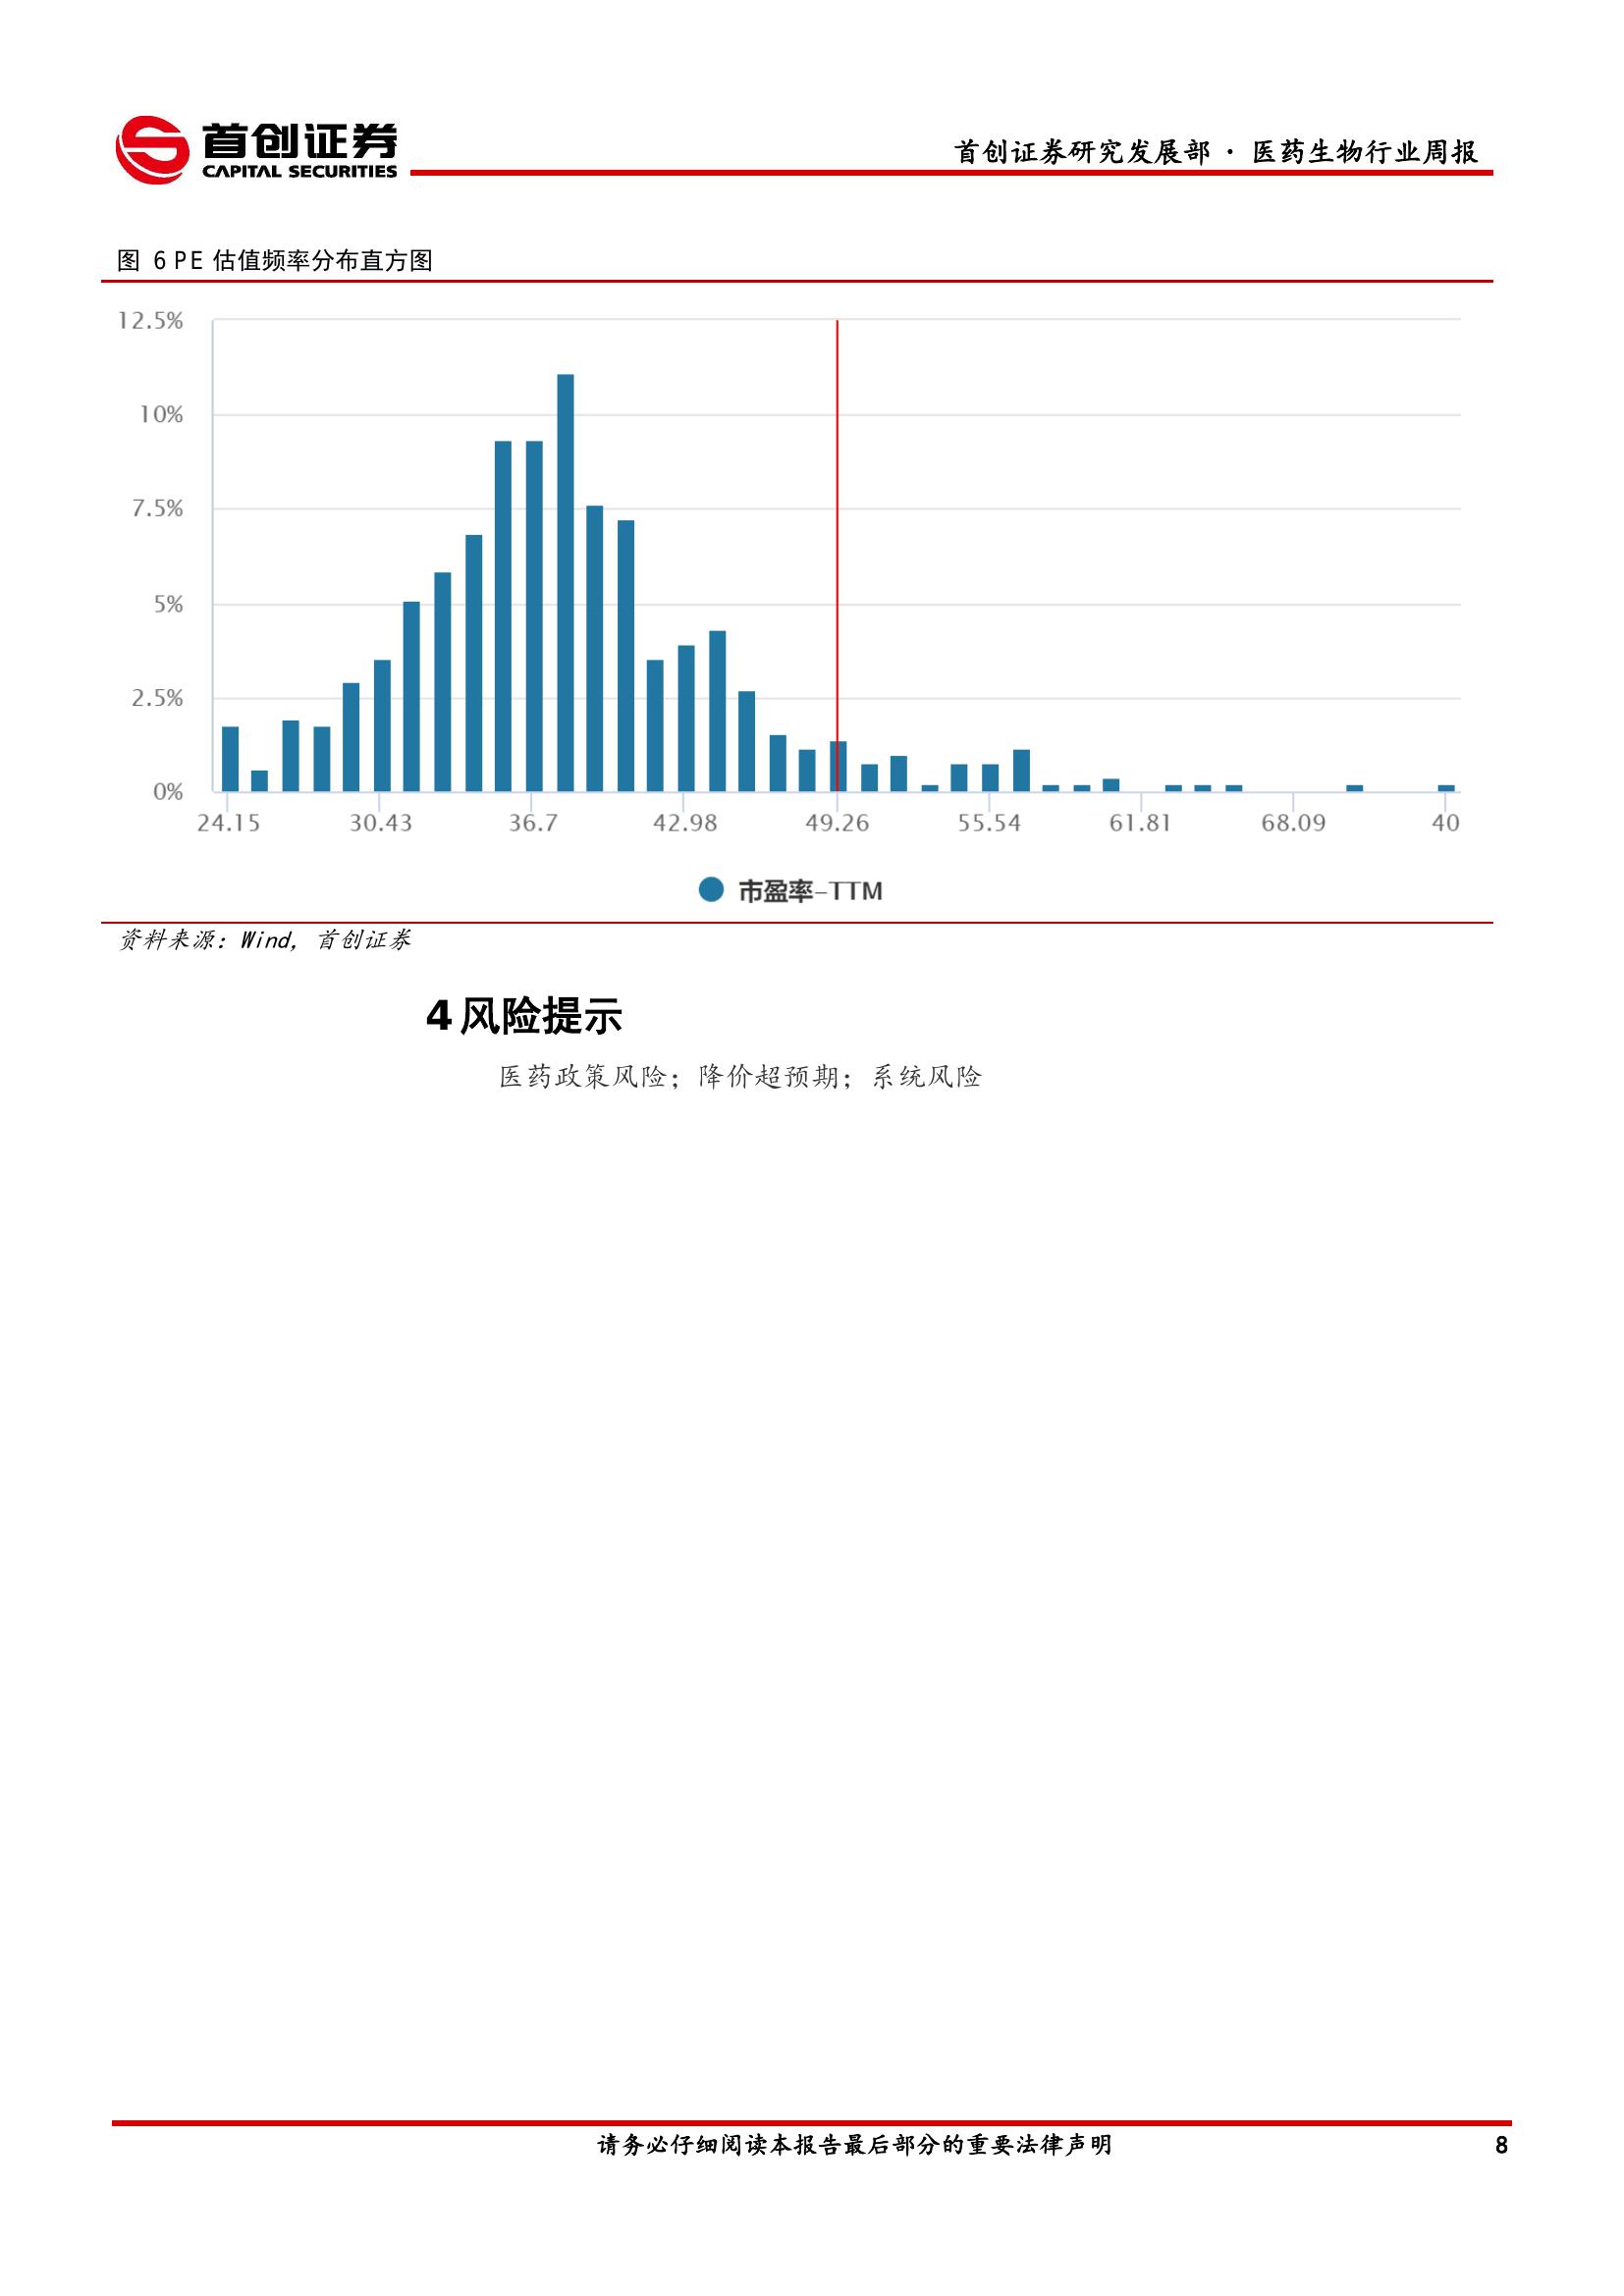 首创证券
CAPITAL SECURITIES
首创证券研究发展部 · 医药生物行业周报
图 6 PE 估值频率分布直方图
12.5%
10%
7.5%
5%
2.5%
0%
24.15 30.43 36.7 42.98 49.26 55.54 61.81 68.09 40
市盈率-TTM
资料来源：Wind, 首创证券
4 风险提示
医药政策风险；降价超预期；系统风险
请务必仔细阅读本报告最后部分的重要法律声明 8